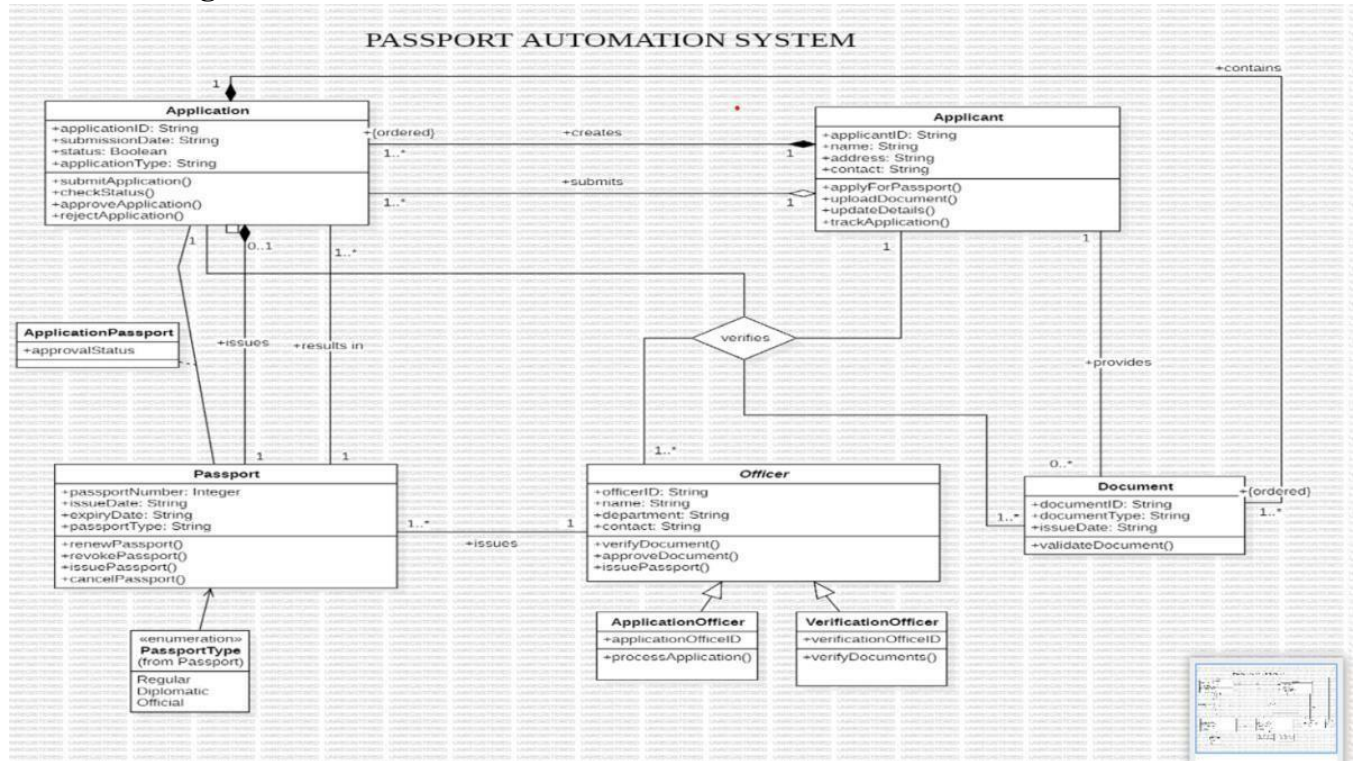 PASSPORT AUTOMATION SYSTEM
+contains
1
Application
+applicationID: String
+submissionDate: String
+status: Boolean
+applicationType: String
+submitApplication()
+checkStatus()
+approveApplication()
+rejectApplication()
+{ordered}
+creates
1..*
1
+submits
1..*
1
Applicant
+applicantID: String
+name: String
+address: String
+contact: String
+applyForPassport()
+uploadDocument()
+updateDetails()
+trackApplication()
1
0..1
1..*
1
1
ApplicationPassport
+approvalStatus
+issues
+results in
verifies
+provides
1
1
1..*
0..*
Passport
+passportNumber: Integer
+issueDate: String
+expiryDate: String
+passportType: String
+renewPassport()
+revokePassport()
+issuePassport()
+cancelPassport()
1..*
1
+issues
Officer
+officerID: String
+name: String
+department: String
+contact: String
+verifyDocument()
+approveDocument()
+issuePassport()
1..*
Document
+documentID: String
+documentType: String
+issueDate: String
+validateDocument()
+{ordered}
1..*
«enumeration»
PassportType
(from Passport)
Regular
Diplomatic
Official
ApplicationOfficer
+applicationOfficeID
+processApplication()
VerificationOfficer
+verificationOfficeID
+verifyDocuments()